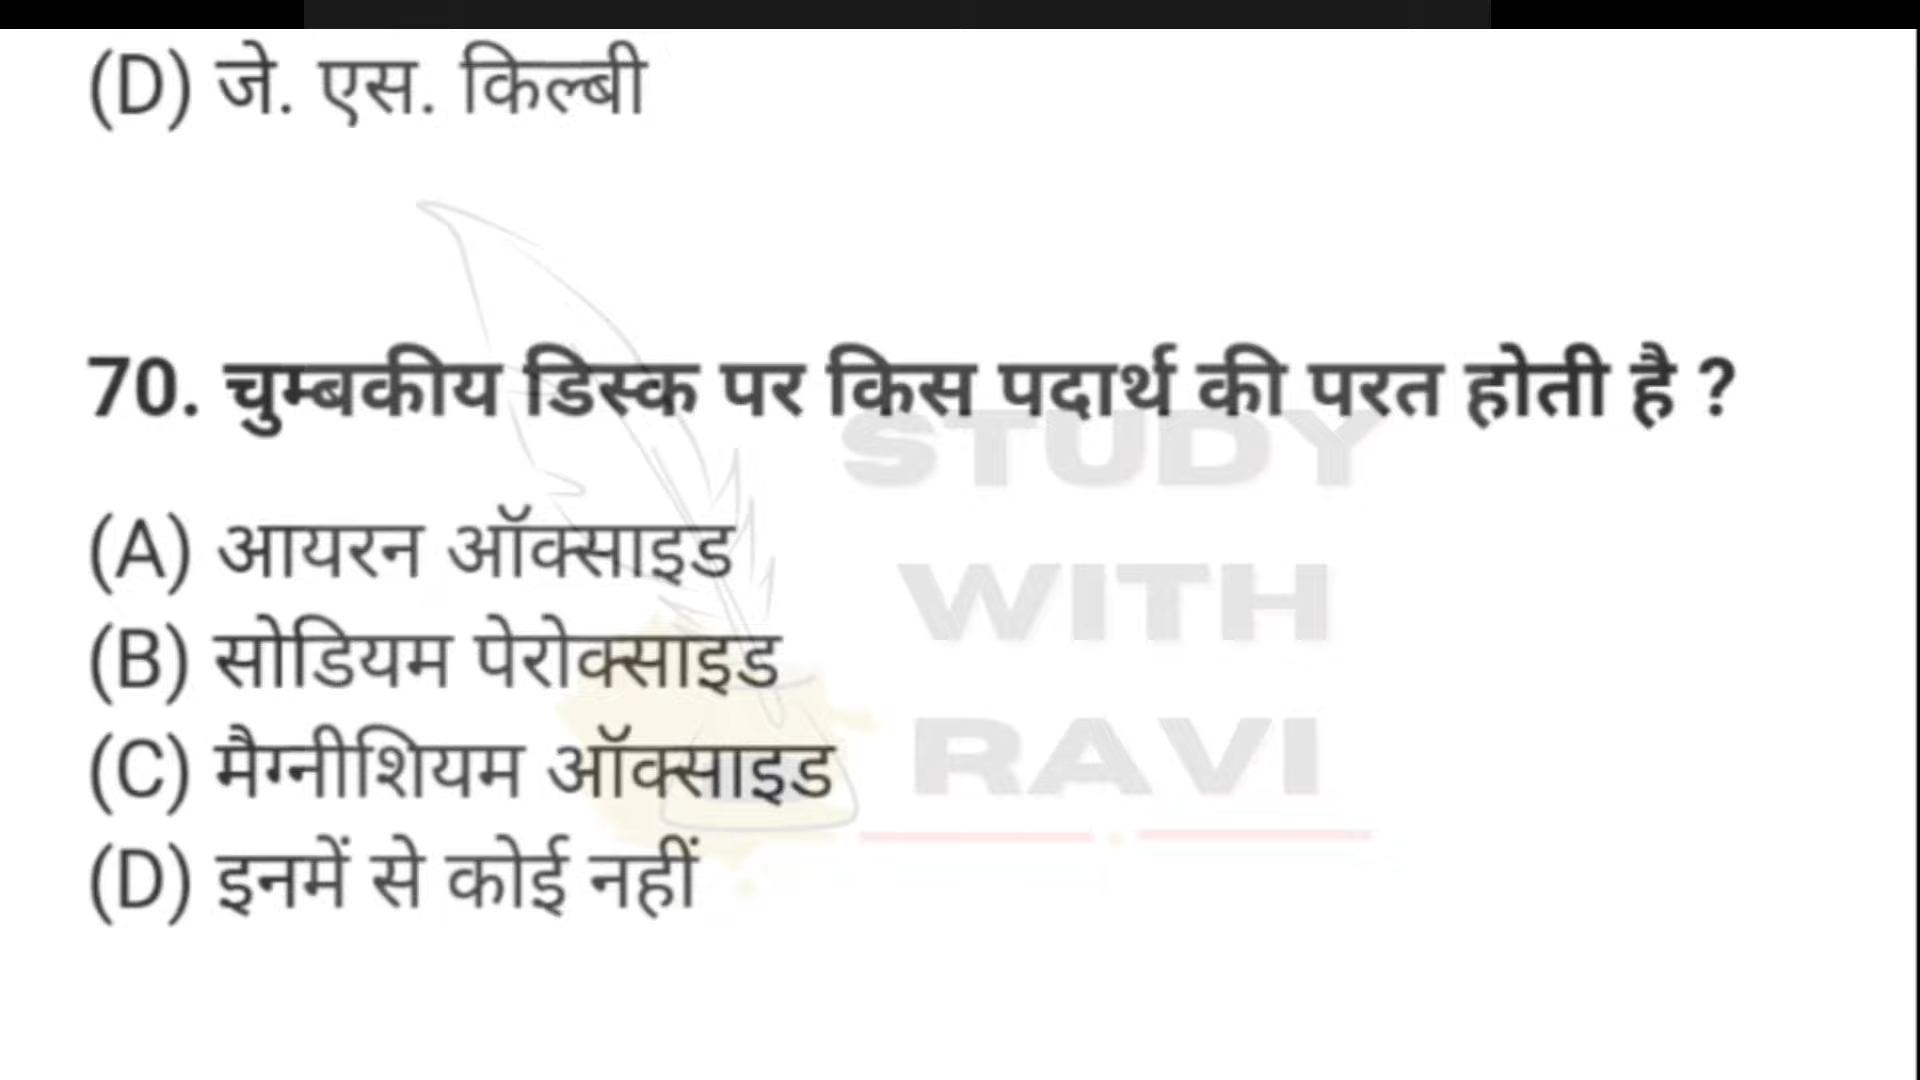 (D) जे. एस. किल्बी
70. चुम्बकीय डिस्क पर किस पदार्थ की परत होती है ?
(A) आयरन ऑक्साइड
(B) सोडियम पेरोक्साइड
(C) मैग्नीशियम ऑक्साइड
(D) इनमें से कोई नहीं
STUDY
WITH
RAVI